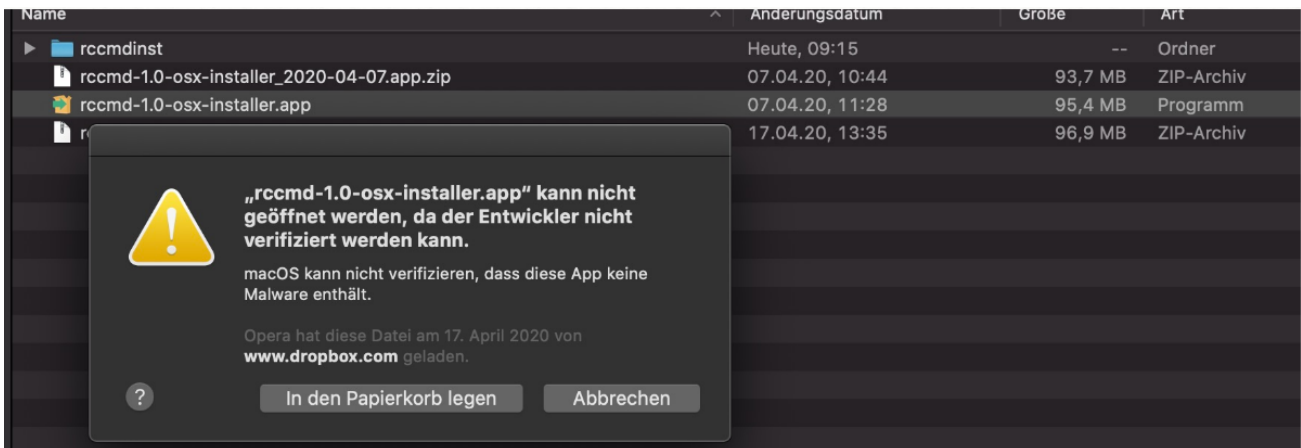 Name Änderungsdatum Größe Art
rccmdinst Heute, 09:15 -- Ordner
rccmd-1.0-osx-installer_2020-04-07.app.zip 07.04.20, 10:44 93,7 MB ZIP-Archiv
rccmd-1.0-osx-installer.app 07.04.20, 11:28 95,4 MB Programm
17.04.20, 13:35 96,9 MB ZIP-Archiv
„rccmd-1.0-osx-installer.app“ kann nicht
geöffnet werden, da der Entwickler nicht
verifiziert werden kann.
macOS kann nicht verifizieren, dass diese App keine
Malware enthält.
Opera hat diese Datei am 17. April 2020 von
www.dropbox.com geladen.
? In den Papierkorb legen Abbrechen